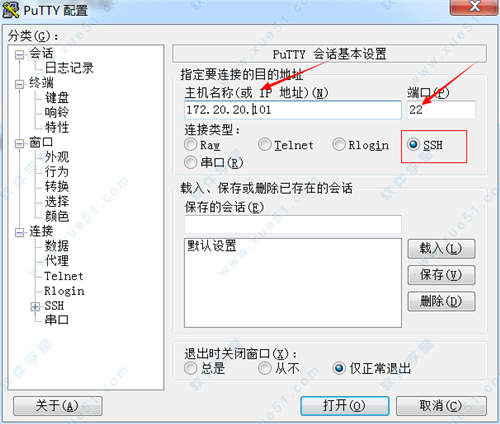 PuTTY 配置
分类(G):
会话
日志记录
终端
键盘
响铃
特性
窗口
外观
行为
转换
选择
颜色
连接
数据
代理
Telnet
Rlogin
SSH
串口
PuTTY 会话基本设置
指定要连接的目的地址
主机名称(或 IP 地址)(N) 端口(P)
172.20.20.101 22
连接类型:
Raw Telnet Rlogin SSH
串口(R)
载入、保存或删除已存在的会话
保存的会话(E)
默认设置
载入(L)
保存(V)
删除(D)
退出时关闭窗口(X):
总是 从不 仅正常退出
关于(A) 打开(O) 取消(C)
软件学堂
www.xue51.com